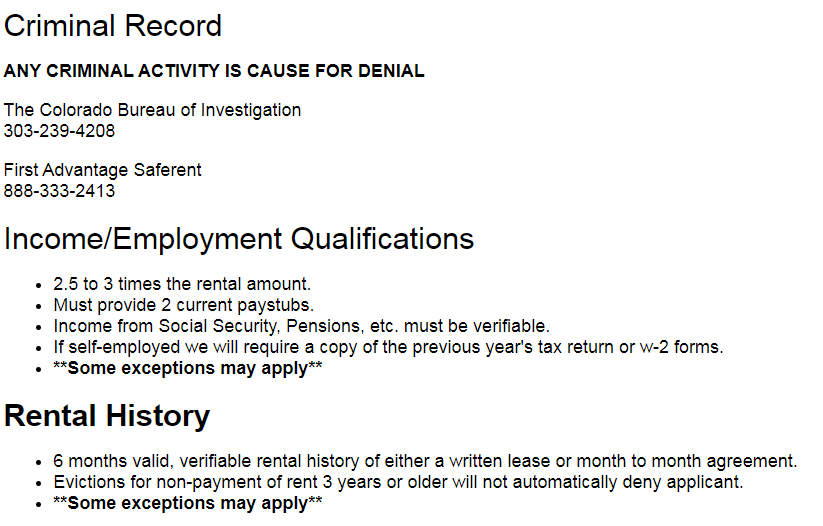 Criminal Record
ANY CRIMINAL ACTIVITY IS CAUSE FOR DENIAL
The Colorado Bureau of Investigation
303-239-4208
First Advantage Saferent
888-333-2413
Income/Employment Qualifications
• 2.5 to 3 times the rental amount.
• Must provide 2 current paystubs.
• Income from Social Security, Pensions, etc. must be verifiable.
• If self-employed we will require a copy of the previous year's tax return or w-2 forms.
• **Some exceptions may apply**
Rental History
• 6 months valid, verifiable rental history of either a written lease or month to month agreement.
• Evictions for non-payment of rent 3 years or older will not automatically deny applicant.
• **Some exceptions may apply**